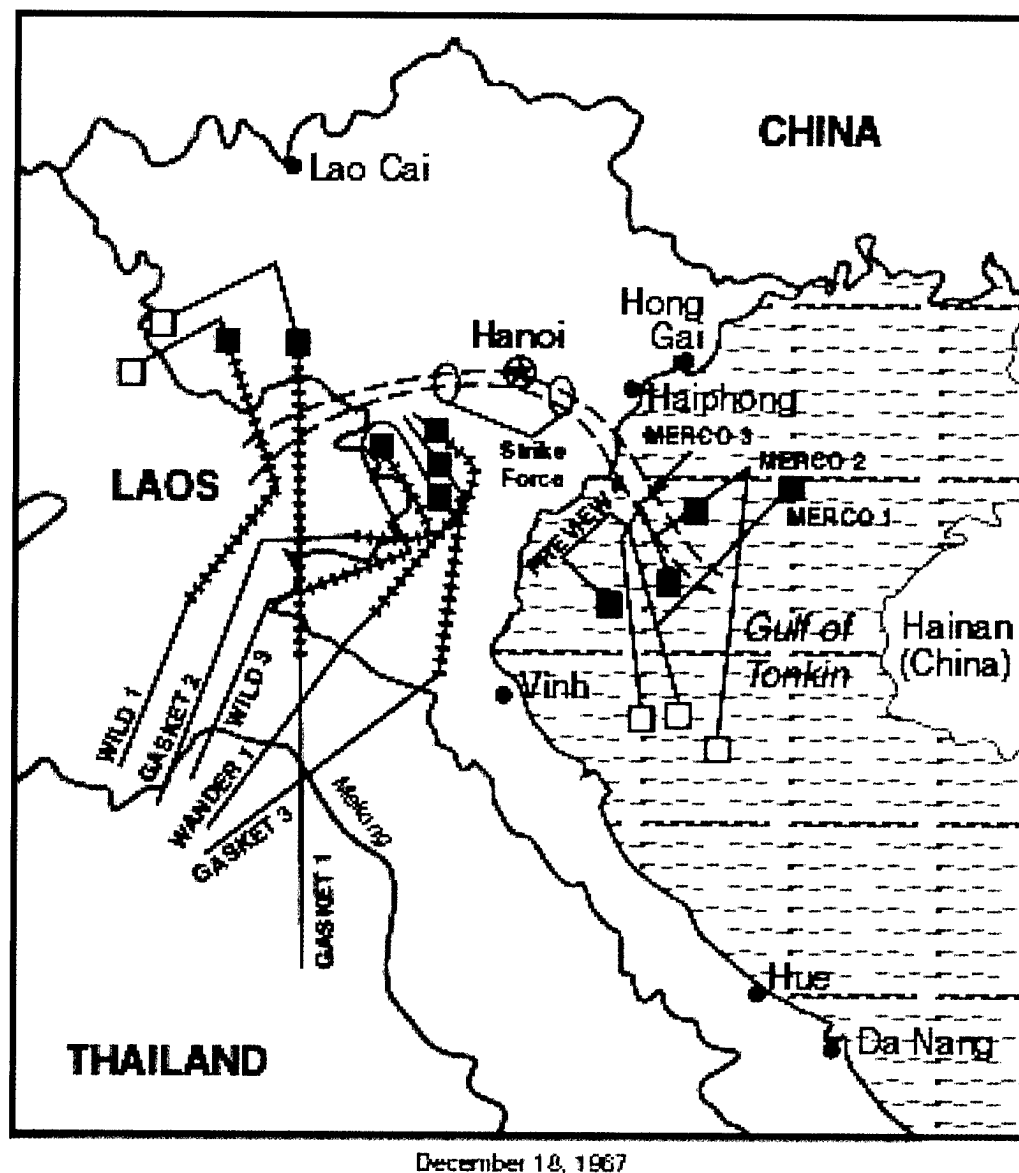 CHINA
Lao Cai
Hong
Gai
Hanoi
Haiphong
MERCO 3
Strike
Force
MERCO 2
LAOS
MERCO 1
Gulf of
Tonkin
Hainan
(China)
Vinh
WILD 1
GASKET 2
WILD 3
WANDER 1
GASKET 3
Mekong
GASKET 1
Hue
Da Nang
THAILAND
December 18, 1967